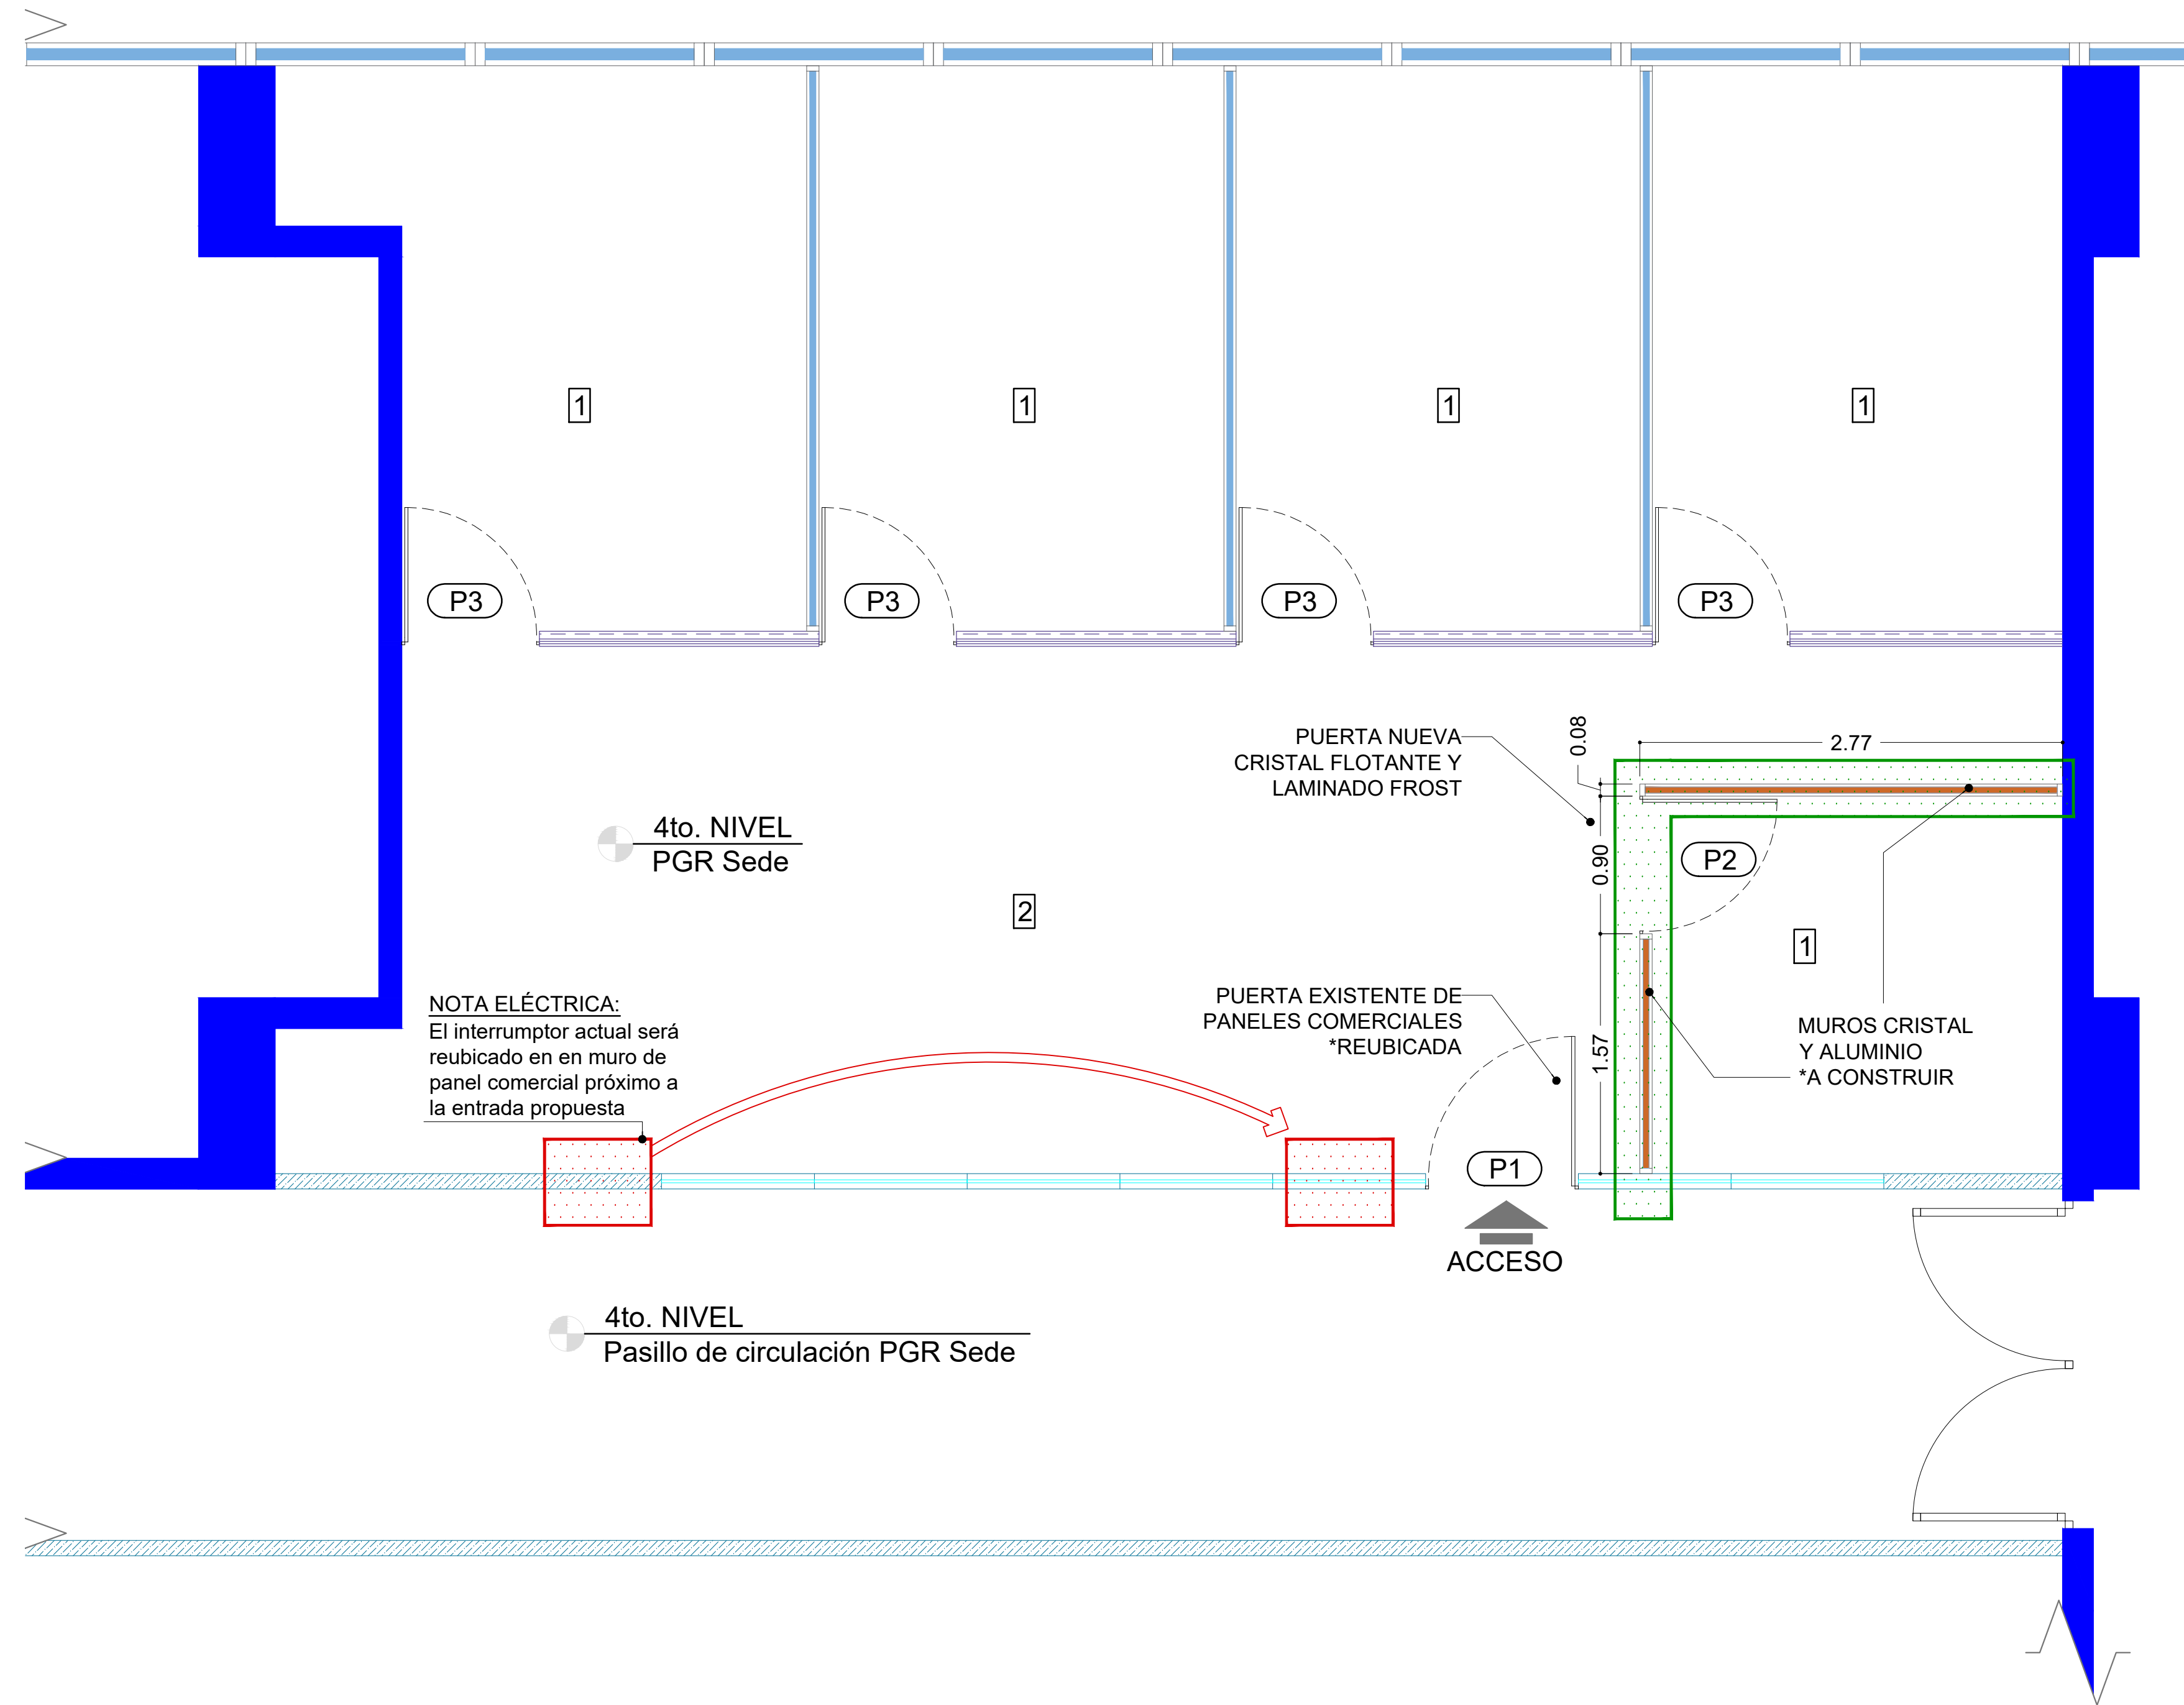 1
1
1
1
P3
P3
P3
P3
PUERTA NUEVA
CRISTAL FLOTANTE Y
LAMINADO FROST
0.08
2.77
4to. NIVEL
PGR Sede
0.90
P2
2
1
NOTA ELÉCTRICA:
El interrumptor actual será
reubicado en en muro de
panel comercial próximo a
la entrada propuesta
PUERTA EXISTENTE DE
PANELES COMERCIALES
*REUBICADA
1.57
MUROS CRISTAL
Y ALUMINIO
*A CONSTRUIR
P1
ACCESO
4to. NIVEL
Pasillo de circulación PGR Sede